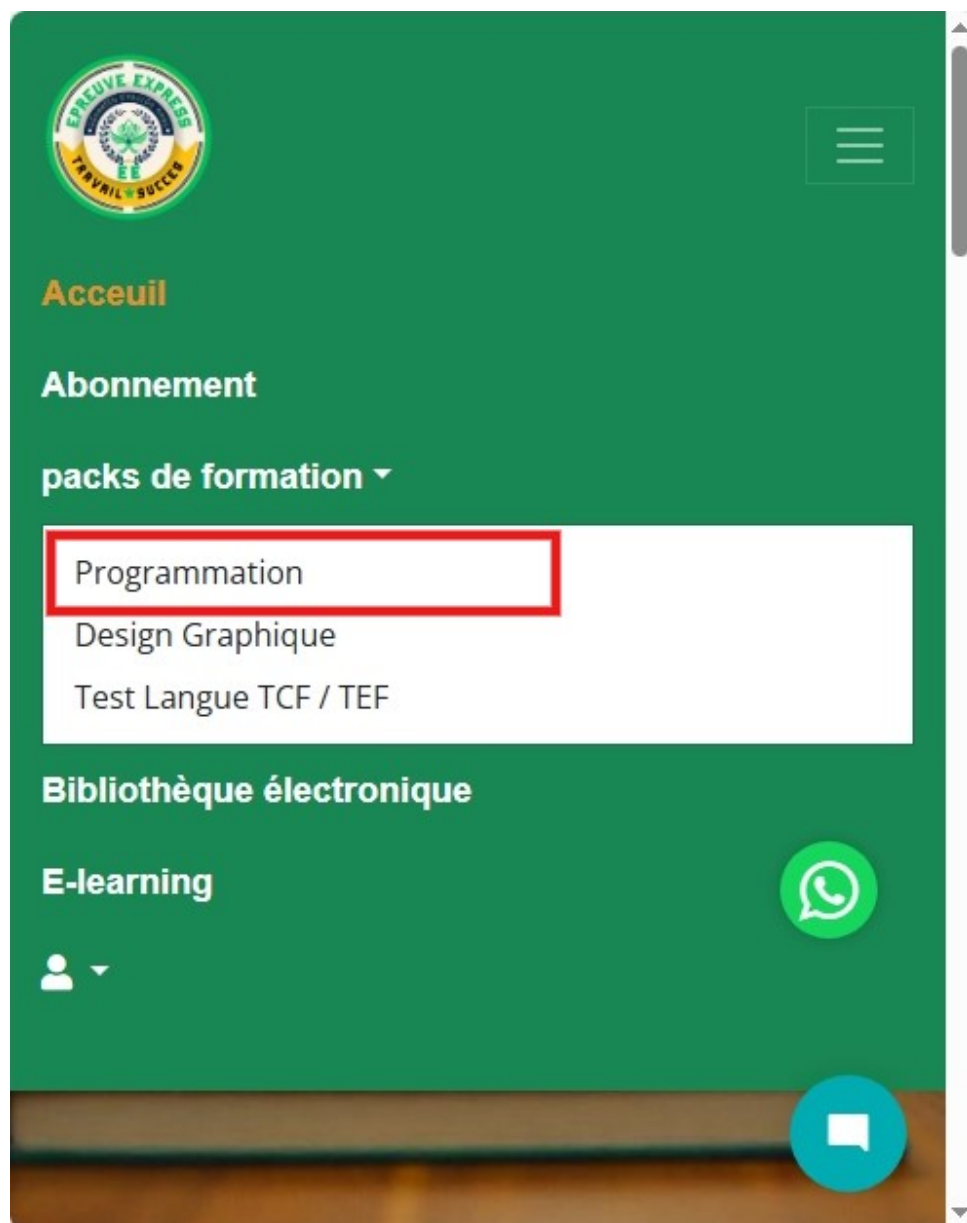 EPREUVE EXPRESS
EE
TRAVAIL ★ SUCCES
Acceuil
Abonnement
packs de formation
Programmation
Design Graphique
Test Langue TCF / TEF
Bibliothèque électronique
E-learning